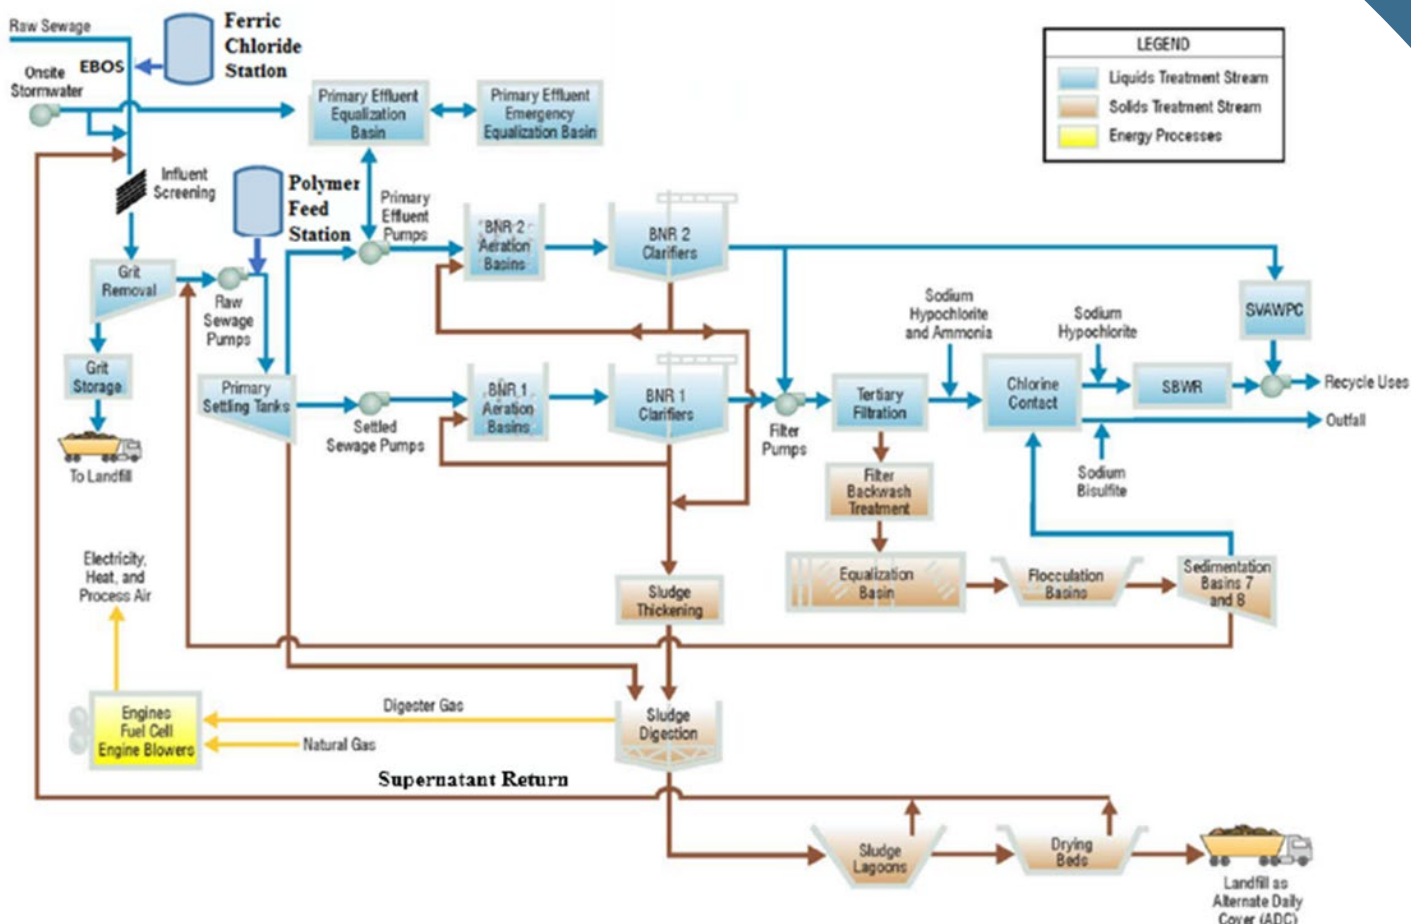 Raw Sewage
Ferric
Chloride
Station
EBOS
Onsite
Stormwater
Primary Effluent
Equalization
Basin
Primary Effluent
Emergency
Equalization Basin
LEGEND
Liquids Treatment Stream
Solids Treatment Stream
Energy Processes
Influent
Screening
Polymer
Feed
Station
Primary
Effluent
Pumps
BNR 2
Aeration
Basins
BNR 2
Clarifiers
Grit
Removal
Raw
Sewage
Pumps
Sodium
Hypochlorite
and Ammonia
Sodium
Hypochlorite
SVAWPC
Grit
Storage
Primary
Settling Tanks
Settled
Sewage Pumps
BNR 1
Aeration
Basins
BNR 1
Clarifiers
Filter
Pumps
Tertiary
Filtration
Chlorine
Contact
SBWR
Recycle Uses
Outfall
Sodium
Bisulfite
To Landfill
Filter
Backwash
Treatment
Electricity,
Heat, and
Process Air
Sludge
Thickening
Equalization
Basin
Flocculation
Basins
Sedimentation
Basins 7
and 8
Engines
Fuel Cell
Engine Blowers
Digester Gas
Natural Gas
Sludge
Digestion
Supernatant Return
Sludge
Lagoons
Drying
Beds
Landfill as
Alternate Daily
Cover (ADC)